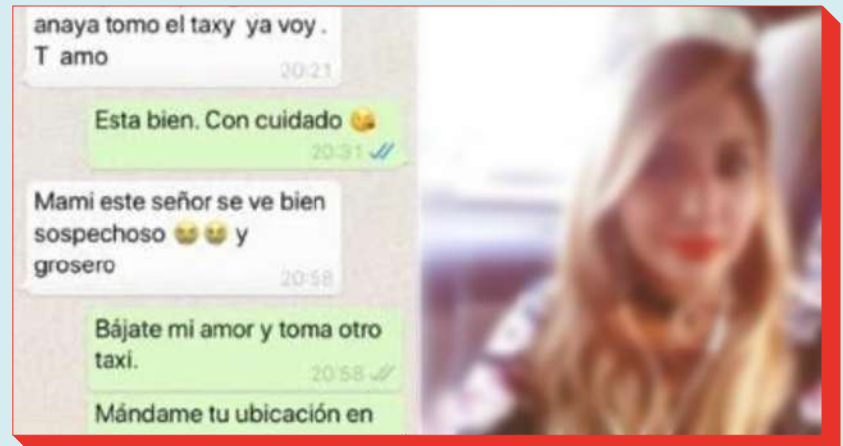 anaya tomo el taxy ya voy .
T amo
20:21
Esta bien. Con cuidado 😘
20:31
Mami este señor se ve bien
sospechoso 😹😹 y
grosero
20:58
Bájate mi amor y toma otro
taxi.
20:58
Mándame tu ubicación en